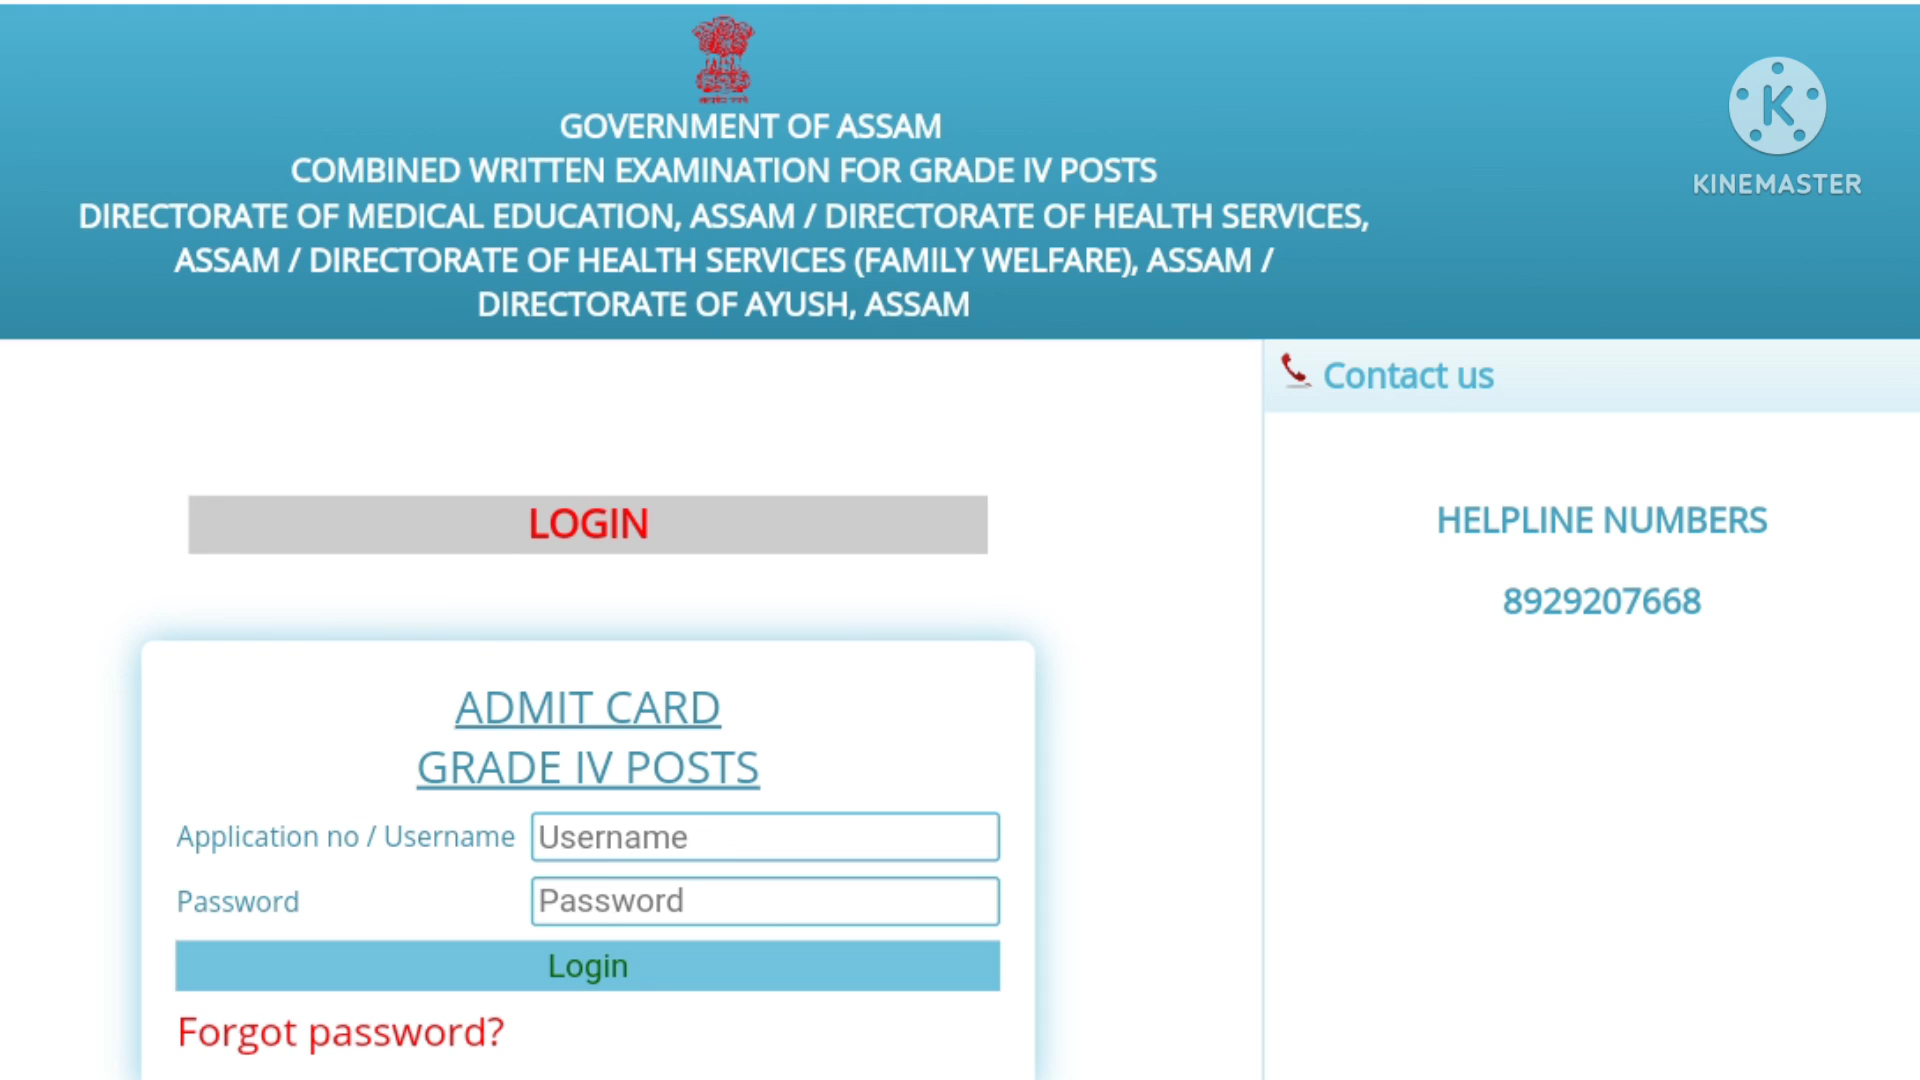 GOVERNMENT OF ASSAM
COMBINED WRITTEN EXAMINATION FOR GRADE IV POSTS
DIRECTORATE OF MEDICAL EDUCATION, ASSAM / DIRECTORATE OF HEALTH SERVICES,
ASSAM / DIRECTORATE OF HEALTH SERVICES (FAMILY WELFARE), ASSAM /
DIRECTORATE OF AYUSH, ASSAM
K
KINEMASTER
Contact us
HELPLINE NUMBERS
8929207668
LOGIN
ADMIT CARD
GRADE IV POSTS
Application no / Username Username
Password Password
Login
Forgot password?